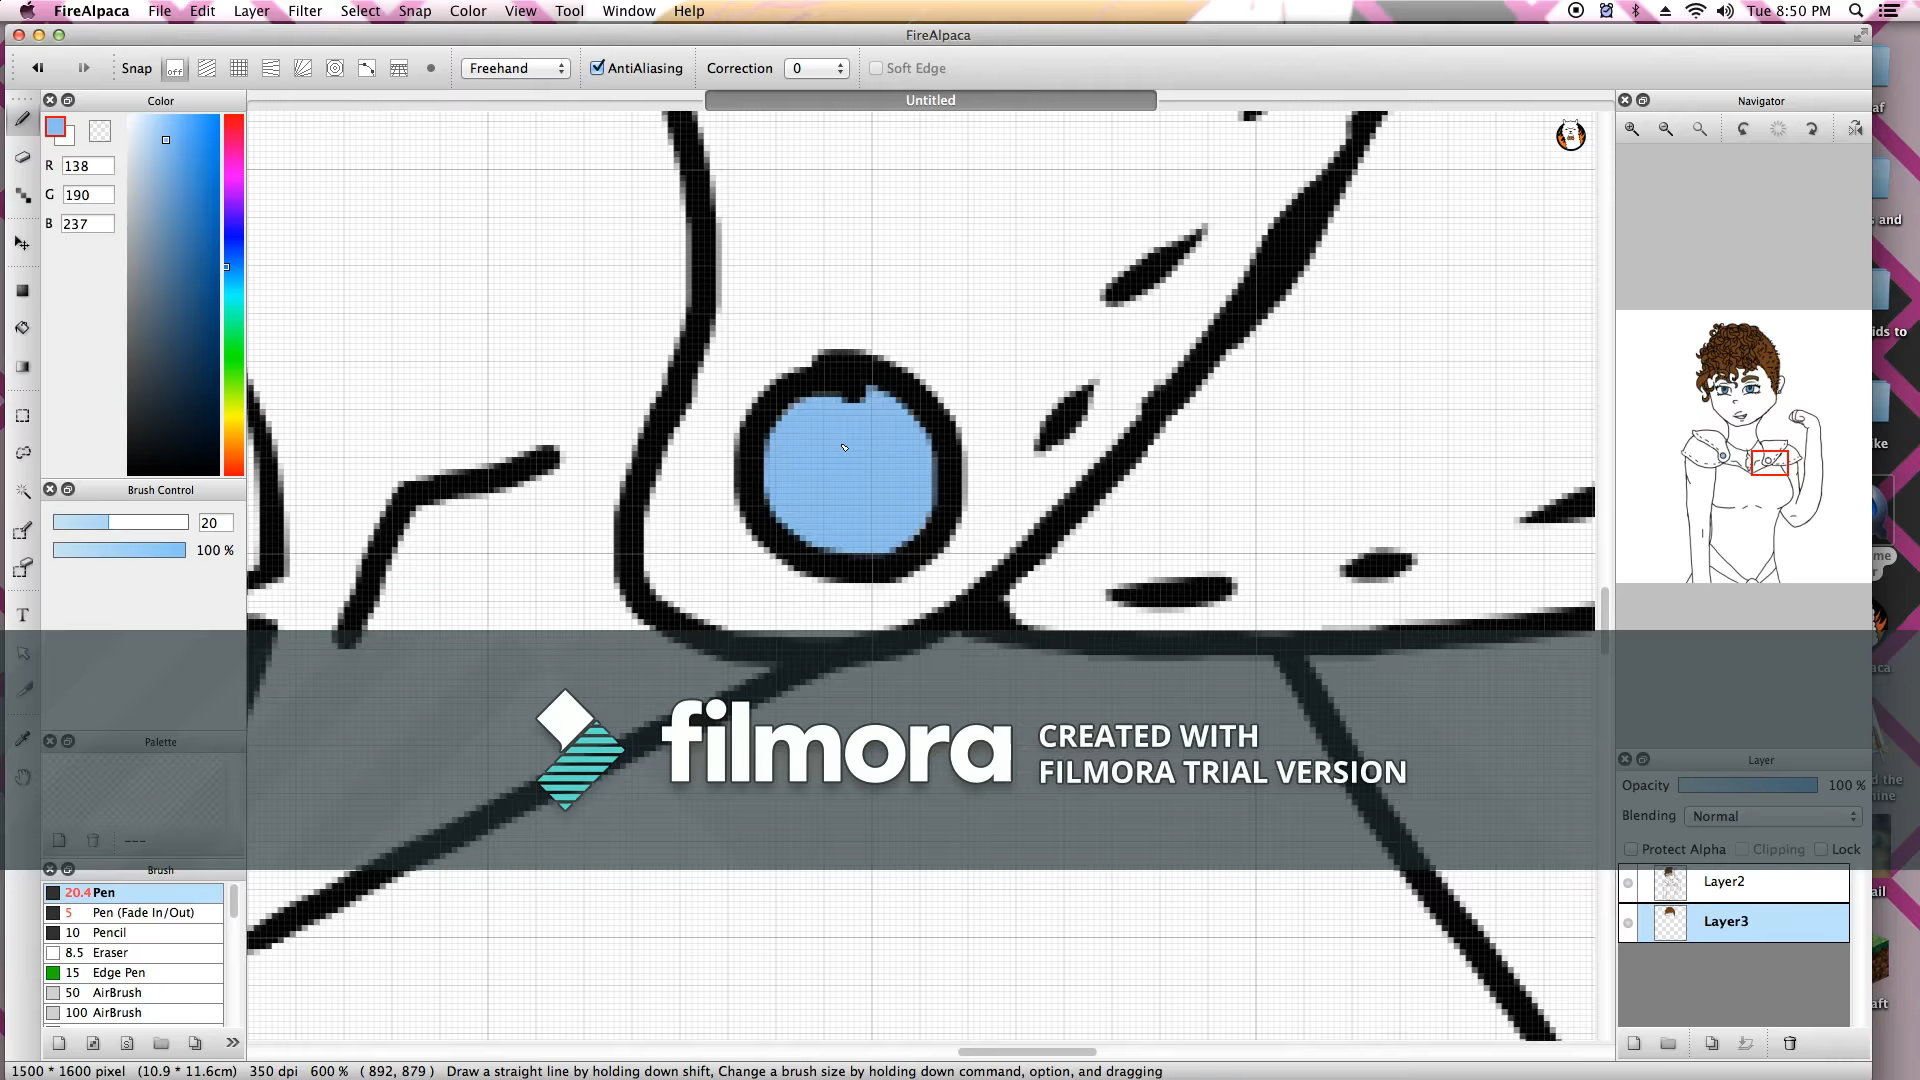 FireAlpaca File Edit Layer Filter Select Snap Color View Tool Window Help Tue 8:50 PM
FireAlpaca
Snap off Freehand AntiAliasing Correction 0 Soft Edge
Color Untitled Navigator
R 138
G 190
B 237
Brush Control
20
100 %
T
Palette
---
filmora
CREATED WITH
FILMORA TRIAL VERSION
Layer
Opacity 100 %
Blending Normal
Protect Alpha Clipping Lock
Layer2
Layer3
Brush
20.4 Pen
5 Pen (Fade In/Out)
10 Pencil
8.5 Eraser
15 Edge Pen
50 AirBrush
100 AirBrush
1500 * 1600 pixel (10.9 * 11.6cm) 350 dpi 600 % ( 892, 879 ) Draw a straight line by holding down shift, Change a brush size by holding down command, option, and dragging